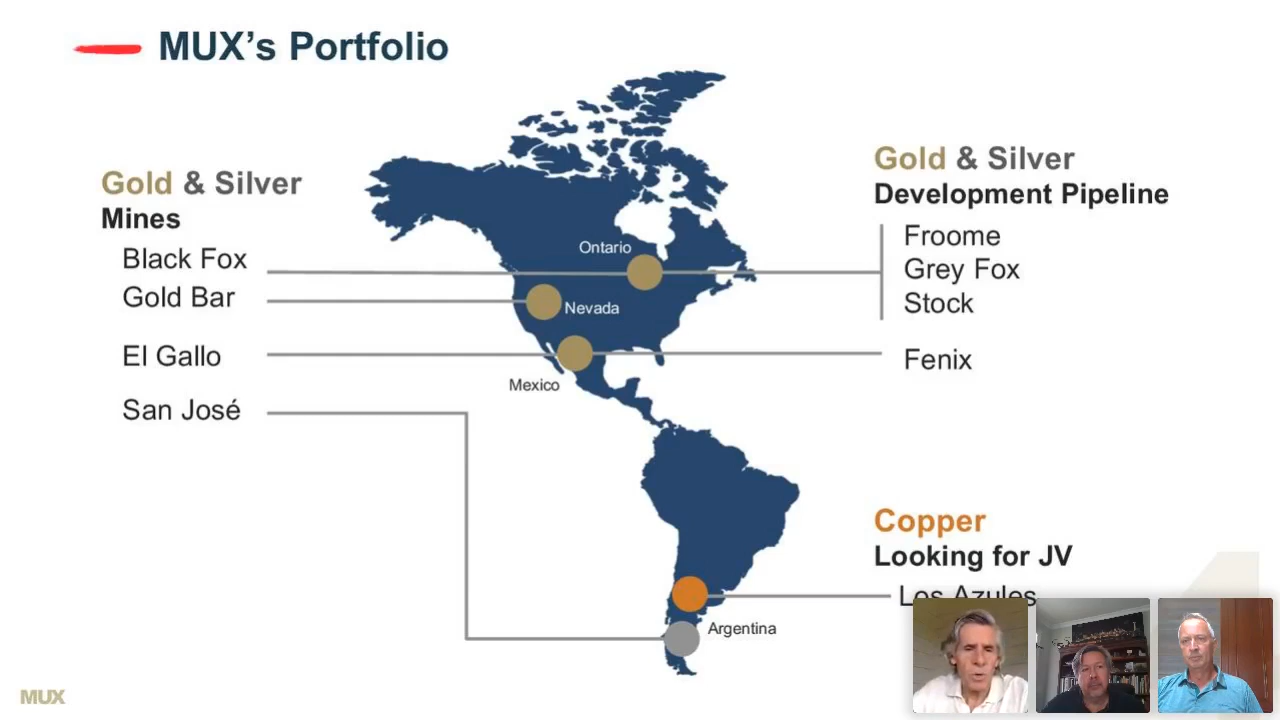 MUX’s Portfolio
Gold & Silver
Mines
Black Fox
Gold Bar
El Gallo
San José
Ontario
Nevada
Mexico
Argentina
Gold & Silver
Development Pipeline
Froome
Grey Fox
Stock
Fenix
Copper
Looking for JV
Los Azules
MUX